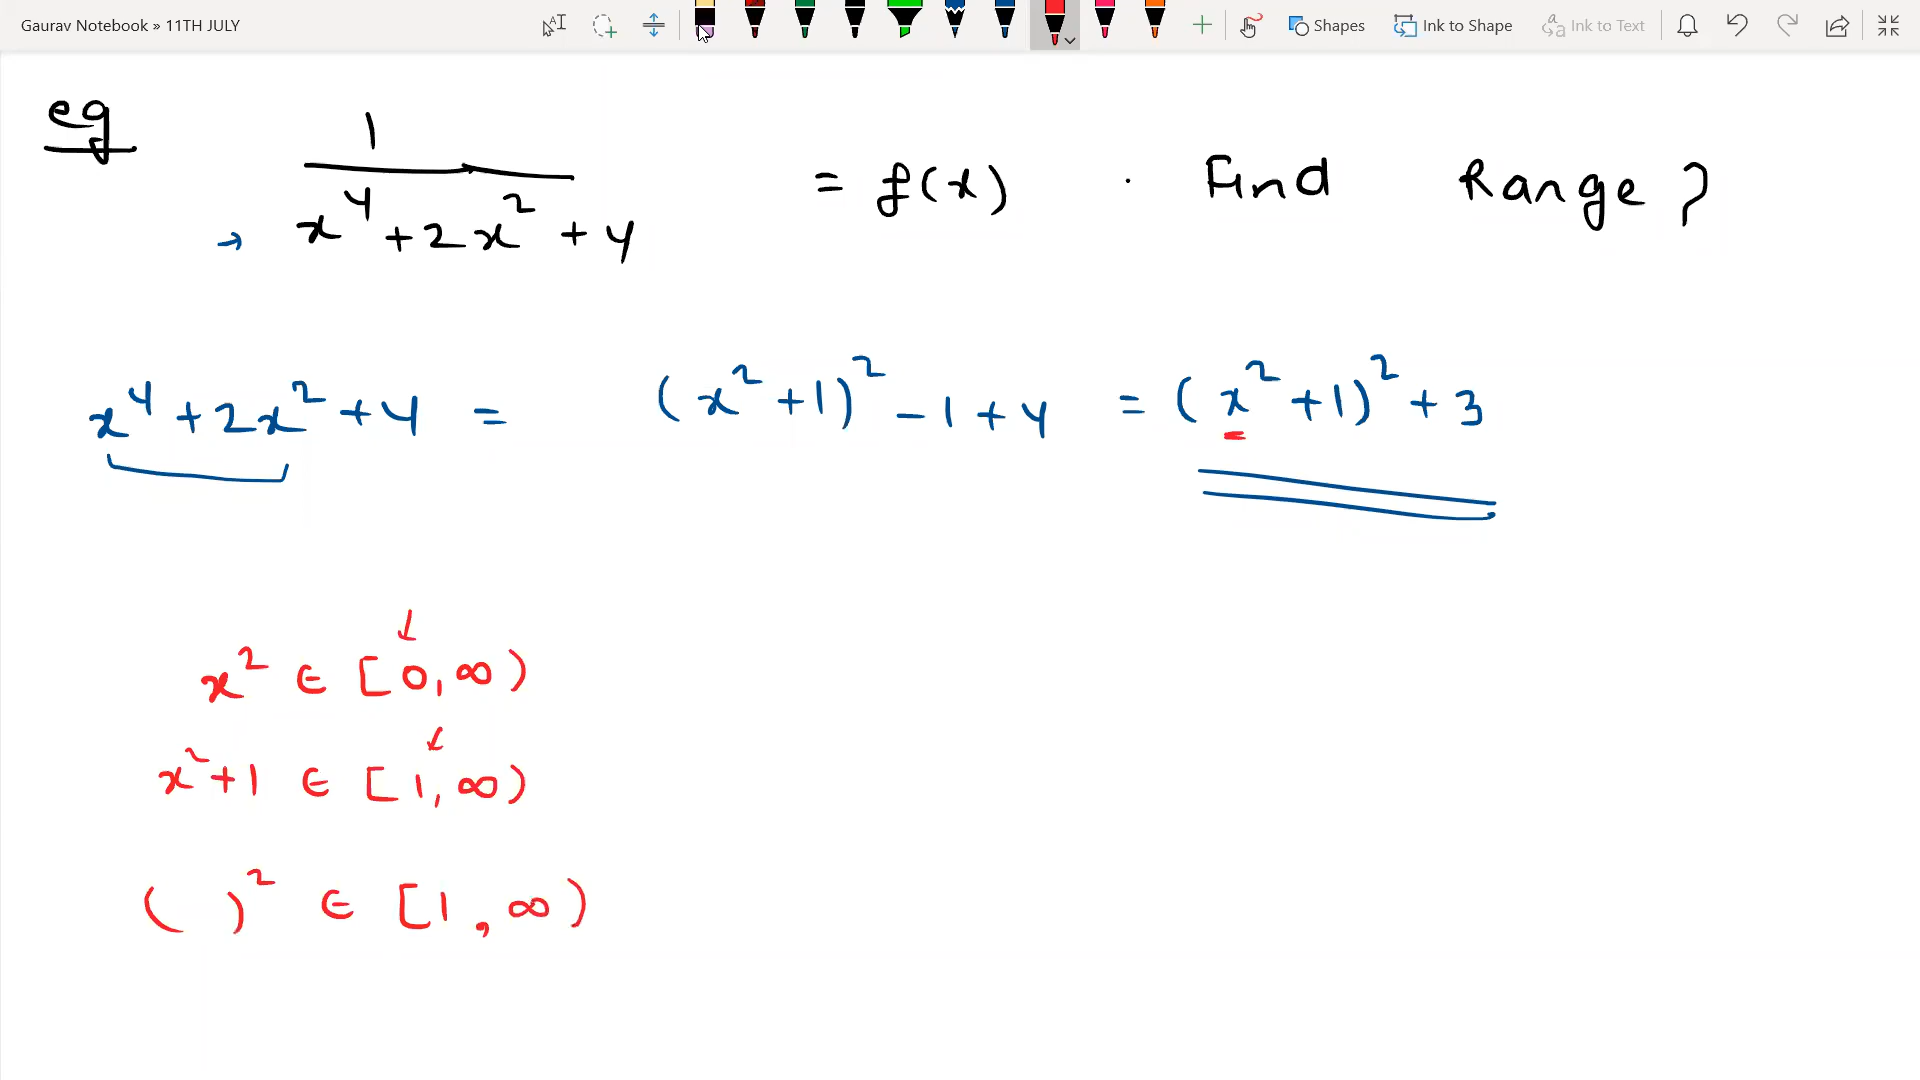 Gaurav Notebook » 11TH JULY
Shapes
Ink to Shape
Ink to Text
eg
1
→ x⁴ + 2x² + 4
= f(x) . Find Range ?
x⁴ + 2x² + 4 = (x² + 1)² - 1 + 4 = (x² + 1)² + 3
↓
x² ∈ [0, ∞)
↓
x² + 1 ∈ [1, ∞)
( )² ∈ [1, ∞)